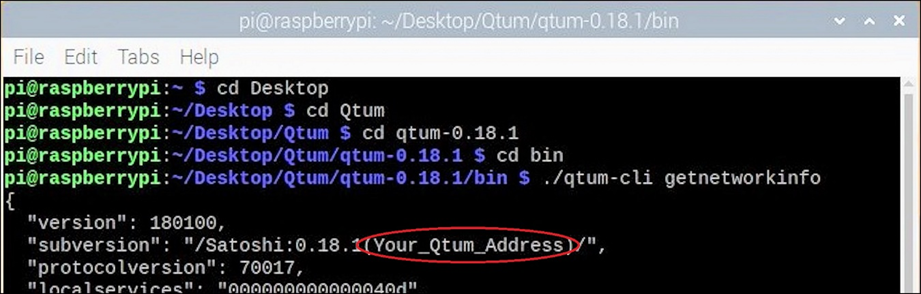 pi@raspberrypi: ~/Desktop/Qtum/qtum-0.18.1/bin
File Edit Tabs Help
pi@raspberrypi:~ $ cd Desktop
pi@raspberrypi:~/Desktop $ cd Qtum
pi@raspberrypi:~/Desktop/Qtum $ cd qtum-0.18.1
pi@raspberrypi:~/Desktop/Qtum/qtum-0.18.1 $ cd bin
pi@raspberrypi:~/Desktop/Qtum/qtum-0.18.1/bin $ ./qtum-cli getnetworkinfo
{
"version": 180100,
"subversion": "/Satoshi:0.18.1(Your_Qtum_Address)/",
"protocolversion": 70017,
"localservices": "000000000000040d"